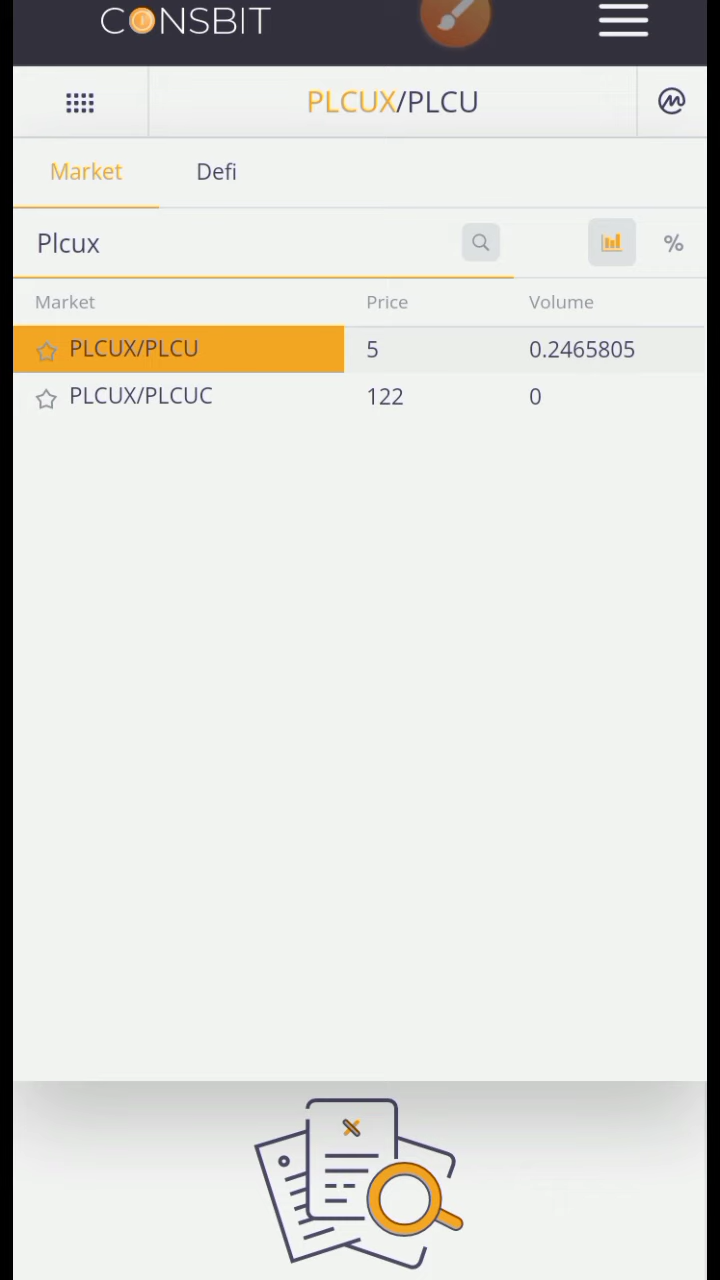 CONSBIT
PLCUX/PLCU
Market Defi
Plcux %
Market Price Volume
PLCUX/PLCU 5 0.2465805
PLCUX/PLCUC 122 0